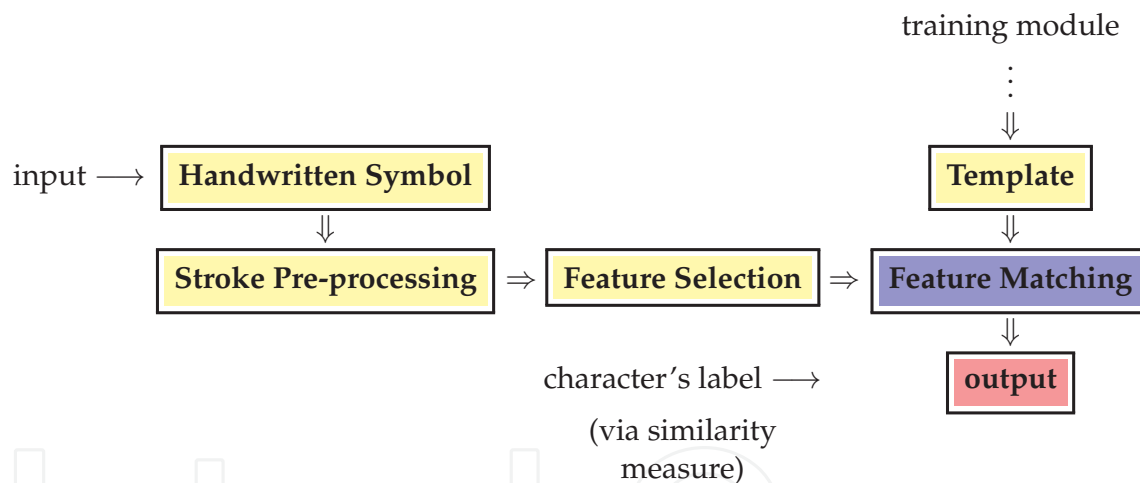 training module
⋮
⇓
input ⟶ Handwritten Symbol Template
⇓ ⇓
Stroke Pre-processing ⇒ Feature Selection ⇒ Feature Matching
⇓
character's label ⟶ output
(via similarity
measure)